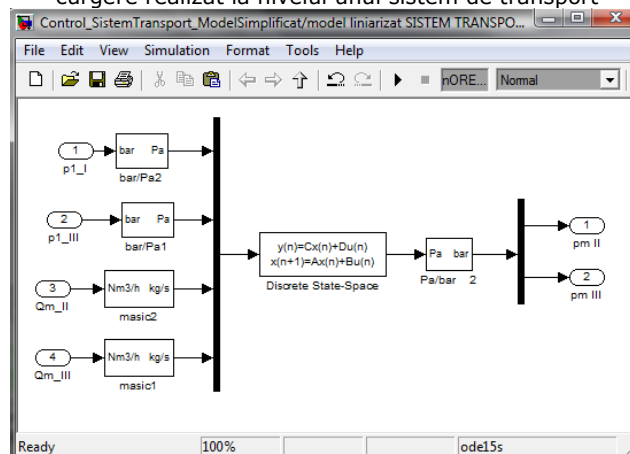 cargere realizat la nivelul unui sistem de transport
Control_SistemTransport_ModelSimplificat/model liniarizat SISTEM TRANSPO...
File Edit View Simulation Format Tools Help
nORE... Normal
1
p1_I
bar Pa
bar/Pa2
2
p1_III
bar Pa
bar/Pa1
3
Qm_II
Nm3/h kg/s
masic2
4
Qm_III
Nm3/h kg/s
masic1
y(n)=Cx(n)+Du(n)
x(n+1)=Ax(n)+Bu(n)
Discrete State-Space
Pa bar
Pa/bar 2
1
pm II
2
pm III
Ready 100% ode15s